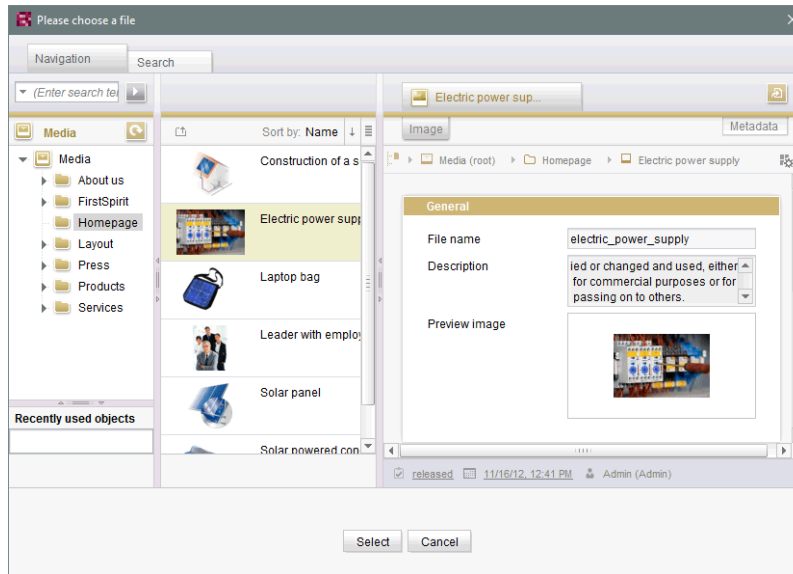 Please choose a file
Navigation
Search
(Enter search ter
Media
Media
About us
FirstSpirit
Homepage
Layout
Press
Products
Services
Recently used objects
Sort by: Name
Construction of a s
Electric power supp
Laptop bag
Leader with employ
Solar panel
Solar powered con
Electric power sup...
Image
Metadata
Media (root) Homepage Electric power supply
General
File name electric_power_supply
Description ied or changed and used, either
for commercial purposes or for
passing on to others.
Preview image
released 11/16/12, 12:41 PM Admin (Admin)
Select Cancel